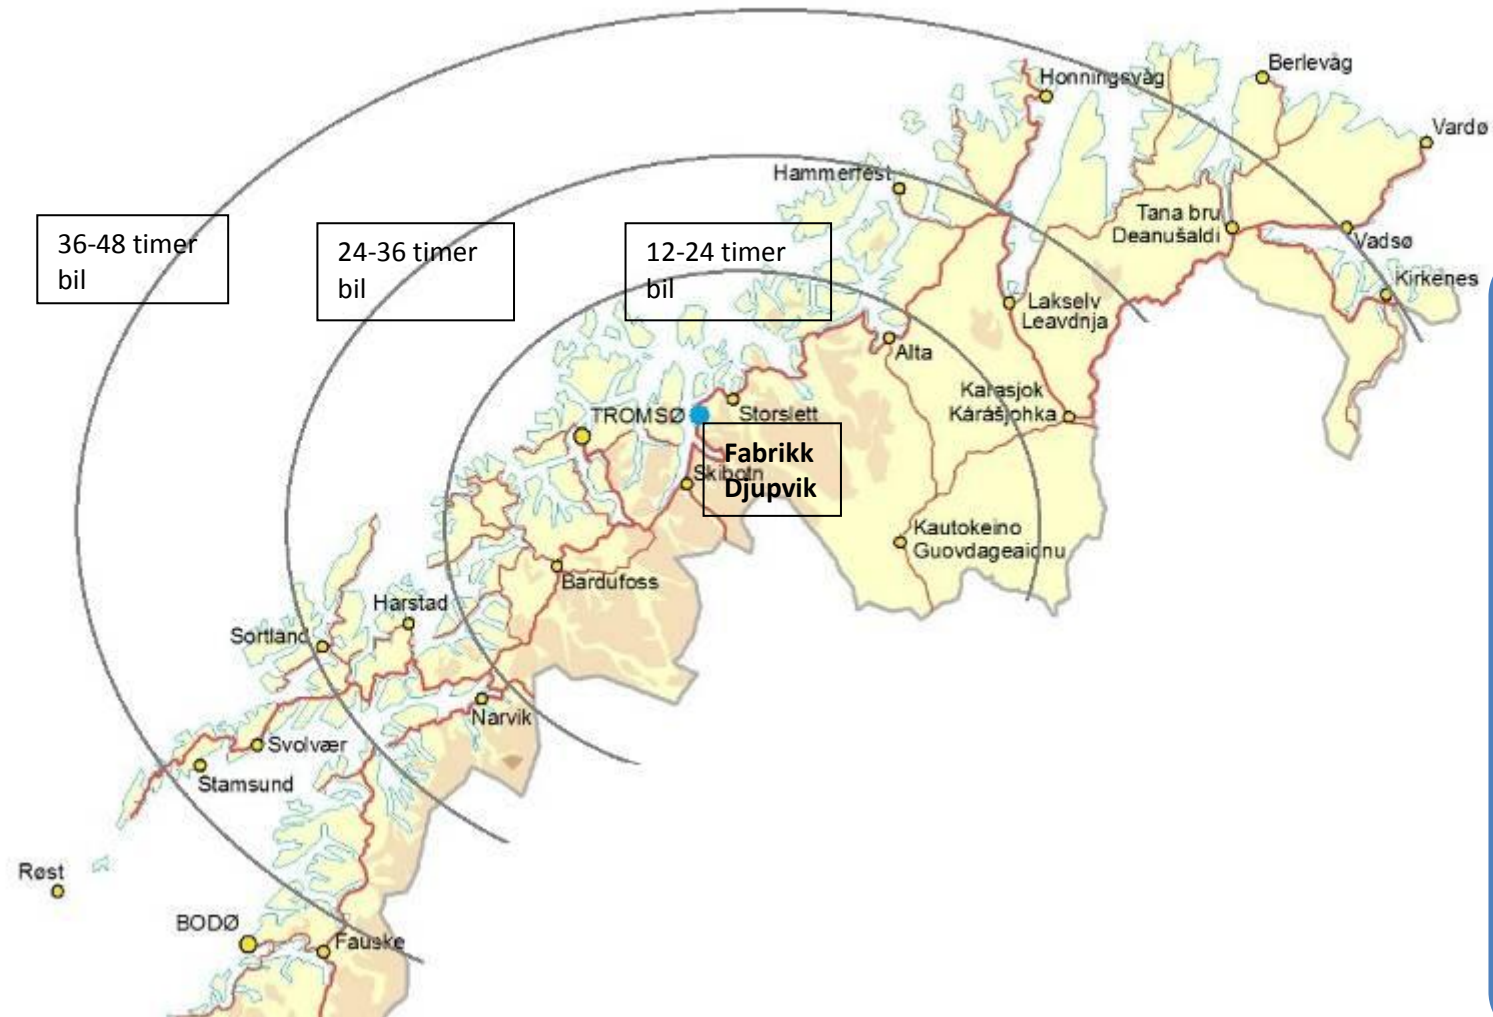 Honningsvåg
Berlevåg
Vardø
Hammerfest
Tana bru
Deanušaldi
Vadsø
Kirkenes
36-48 timer
bil
24-36 timer
bil
12-24 timer
bil
Lakselv
Leavdnja
Alta
Karasjok
Kárášjohka
TROMSØ
Storslett
Fabrikk
Djupvik
Skibotn
Kautokeino
Guovdageaidnu
Bardufoss
Harstad
Sortland
Narvik
Svolvær
Stamsund
Røst
BODØ
Fauske